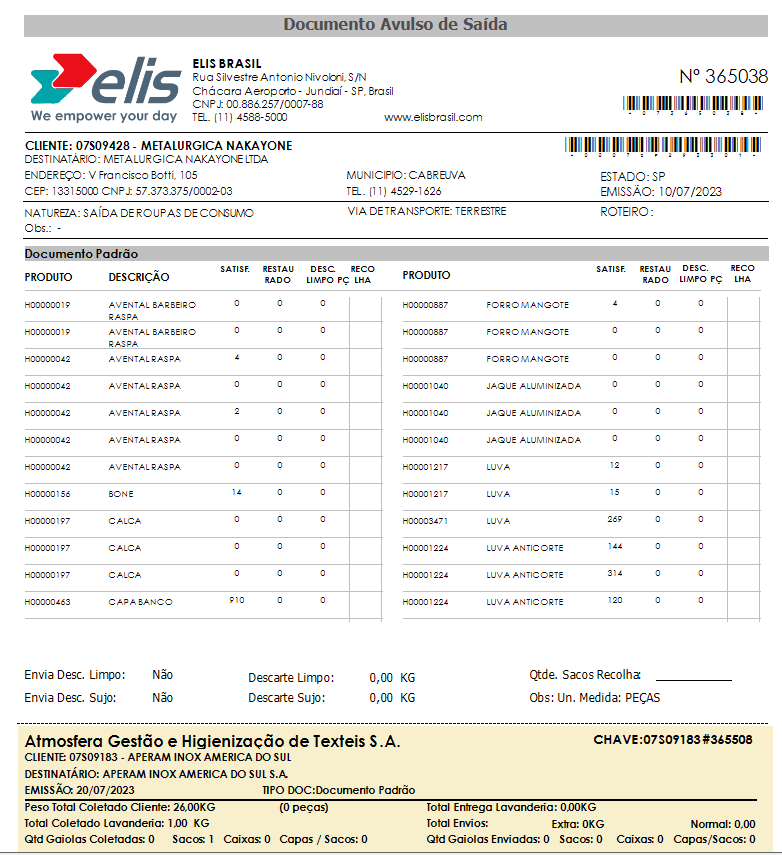 Documento Avulso de Saída
elis
We empower your day
ELIS BRASIL
Rua Silvestre Antonio Nivoloni, S/N
Chácara Aeroporto - Jundiaí - SP, Brasil
CNPJ: 00.886.257/0007-88
TEL. (11) 4588-5000 www.elisbrasil.com
Nº 365038
CLIENTE: 07S09428 - METALURGICA NAKAYONE
DESTINATÁRIO: METALURGICA NAKAYONE LTDA
ENDEREÇO: V Francisco Botti, 105 MUNICIPIO: CABREUVA ESTADO: SP
CEP: 13315000 CNPJ: 57.373.375/0002-03 TEL. (11) 4529-1626 EMISSÃO: 10/07/2023
NATUREZA: SAÍDA DE ROUPAS DE CONSUMO VIA DE TRANSPORTE: TERRESTRE ROTEIRO:
Obs.: -
Documento Padrão
PRODUTO DESCRIÇÃO SATISF. RESTAU RADO DESC. LIMPO PÇ RECO LHA PRODUTO SATISF. RESTAU RADO DESC. LIMPO PÇ RECO LHA
H00000019 AVENTAL BARBEIRO RASPA 0 0 0 H00000887 FORRO MANGOTE 4 0 0
H00000019 AVENTAL BARBEIRO RASPA 0 0 0 H00000887 FORRO MANGOTE 0 0 0
H00000042 AVENTAL RASPA 4 0 0 H00000887 FORRO MANGOTE 0 0 0
H00000042 AVENTAL RASPA 0 0 0 H00001040 JAQUE ALUMINIZADA 0 0 0
H00000042 AVENTAL RASPA 2 0 0 H00001040 JAQUE ALUMINIZADA 0 0 0
H00000042 AVENTAL RASPA 0 0 0 H00001040 JAQUE ALUMINIZADA 0 0 0
H00000042 AVENTAL RASPA 0 0 0 H00001217 LUVA 12 0 0
H00000156 BONE 14 0 0 H00001217 LUVA 15 0 0
H00000197 CALCA 0 0 0 H00003471 LUVA 269 0 0
H00000197 CALCA 0 0 0 H00001224 LUVA ANTICORTE 144 0 0
H00000197 CALCA 0 0 0 H00001224 LUVA ANTICORTE 314 0 0
H00000463 CAPA BANCO 910 0 0 H00001224 LUVA ANTICORTE 120 0 0
Envia Desc. Limpo: Não Descarte Limpo: 0,00 KG Qtde. Sacos Recolha:
Envia Desc. Sujo: Não Descarte Sujo: 0,00 KG Obs: Un. Medida: PEÇAS
Atmosfera Gestão e Higienização de Texteis S.A. CHAVE:07S09183#365508
CLIENTE: 07S09183 - APERAM INOX AMERICA DO SUL
DESTINATÁRIO: APERAM INOX AMERICA DO SUL S.A.
EMISSÃO: 20/07/2023 TIPO DOC:Documento Padrão
Peso Total Coletado Cliente: 26,00KG (0 peças) Total Entrega Lavanderia: 0,00KG
Total Coletado Lavanderia: 1,00 KG Total Envios: Extra: 0KG Normal: 0,00
Qtd Gaiolas Coletadas: 0 Sacos: 1 Caixas: 0 Capas / Sacos: 0 Qtd Gaiolas Enviadas: 0 Sacos: 0 Caixas: 0 Capas/Sacos: 0